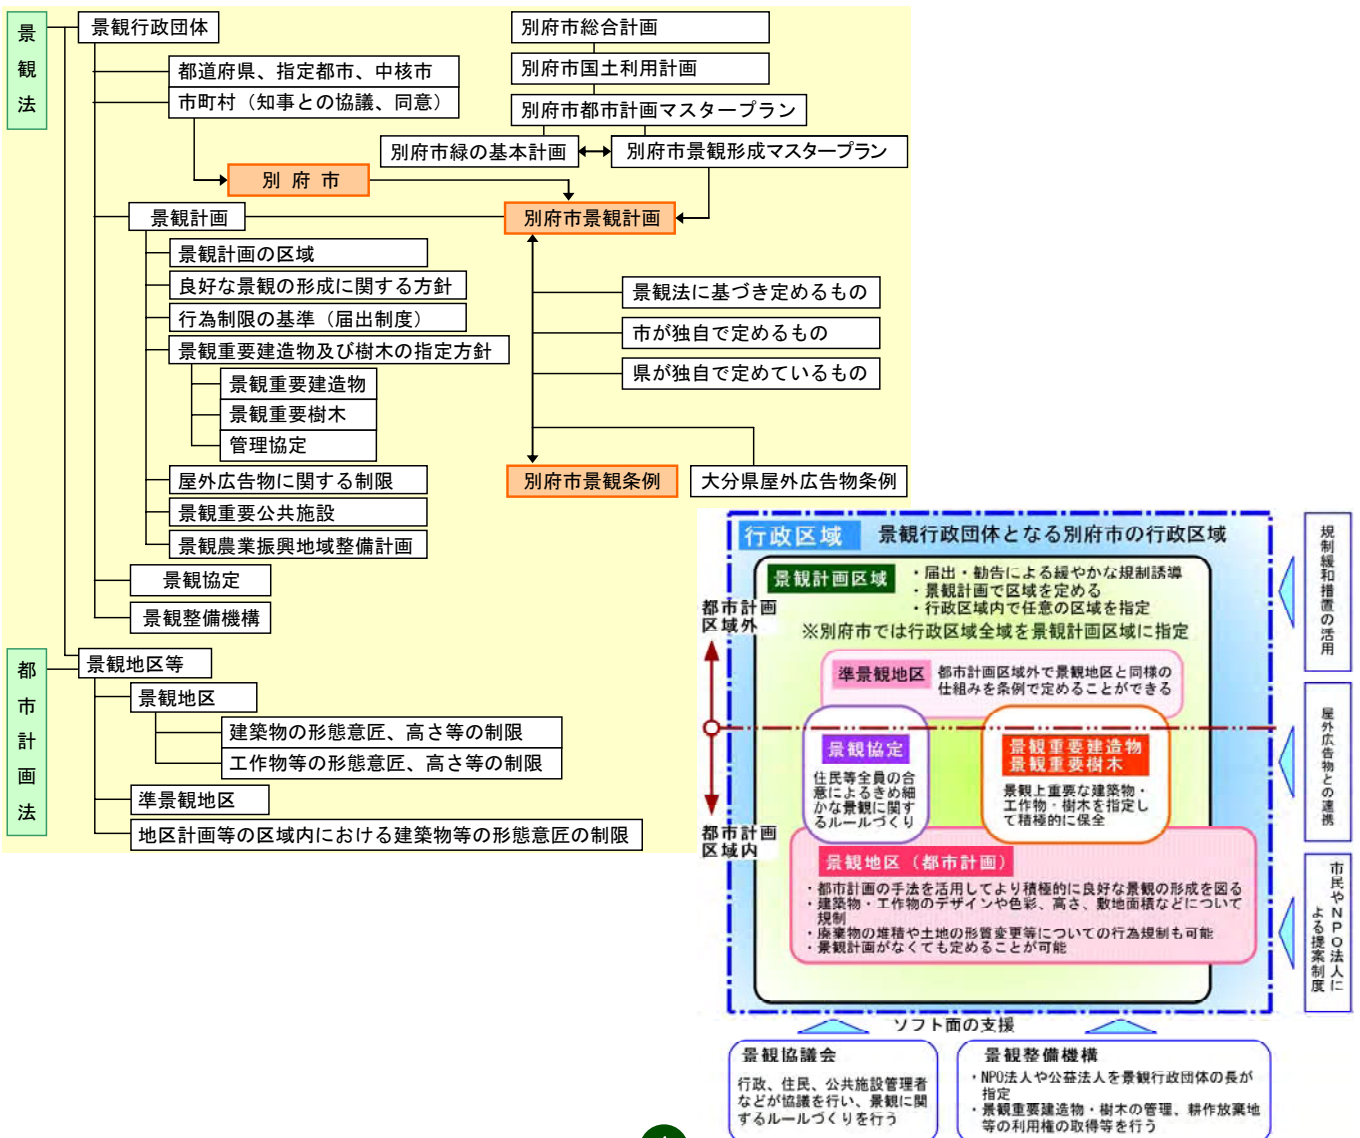 景観法
景観行政団体
都道府県、指定都市、中核市
市町村（知事との協議、同意）
別府市総合計画
別府市国土利用計画
別府市都市計画マスタープラン
別府市緑の基本計画
別府市景観形成マスタープラン
別府市
景観計画
別府市景観計画
景観計画の区域
良好な景観の形成に関する方針
行為制限の基準（届出制度）
景観重要建造物及び樹木の指定方針
景観重要建造物
景観重要樹木
管理協定
屋外広告物に関する制限
景観重要公共施設
景観農業振興地域整備計画
景観法に基づき定めるもの
市が独自で定めるもの
県が独自で定めているもの
別府市景観条例
大分県屋外広告物条例
景観協定
景観整備機構
都市計画法
景観地区等
景観地区
建築物の形態意匠、高さ等の制限
工作物等の形態意匠、高さ等の制限
準景観地区
地区計画等の区域内における建築物等の形態意匠の制限
行政区域
景観行政団体となる別府市の行政区域
景観計画区域
・届出・勧告による緩やかな規制誘導
・景観計画で区域を定める
・行政区域内で任意の区域を指定
※別府市では行政区域全域を景観計画区域に指定
都市計画
区域外
準景観地区
都市計画区域外で景観地区と同様の
仕組みを条例で定めることができる
景観協定
住民等全員の合
意によるきめ細
かな景観に関す
るルールづくり
景観重要建造物
景観重要樹木
景観上重要な建築物・
工作物・樹木を指定し
て積極的に保全
都市計画
区域内
景観地区（都市計画）
・都市計画の手法を活用してより積極的に良好な景観の形成を図る
・建築物・工作物のデザインや色彩、高さ、敷地面積などについて
規制
・廃棄物の堆積や土地の形質変更等についての行為規制も可能
・景観計画がなくても定めることが可能
規制緩和措置の活用
屋外広告物との連携
市民やNPO法人に
よる提案制度
ソフト面の支援
景観協議会
行政、住民、公共施設管理者
などが協議を行い、景観に関
するルールづくりを行う
景観整備機構
・NPO法人や公益法人を景観行政団体の長が
指定
・景観重要建造物・樹木の管理、耕作放棄地
等の利用権の取得等を行う